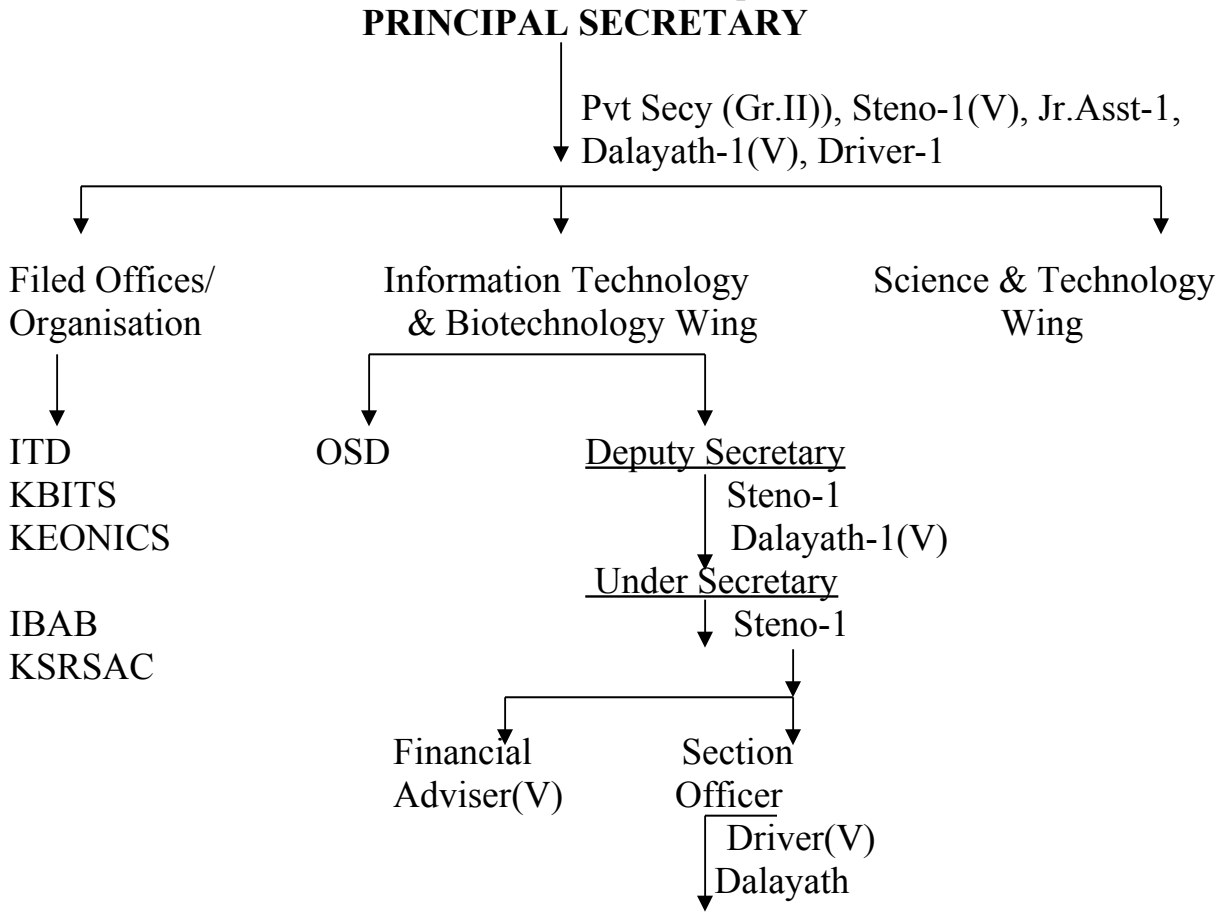 PRINCIPAL SECRETARY
Pvt Secy (Gr.II)), Steno-1(V), Jr.Asst-1,
Dalayath-1(V), Driver-1
Filed Offices/
Organisation
Information Technology
& Biotechnology Wing
Science & Technology
Wing
ITD
KBITS
KEONICS
IBAB
KSRSAC
OSD
Deputy Secretary
Steno-1
Dalayath-1(V)
Under Secretary
Steno-1
Financial
Adviser(V)
Section
Officer
Driver(V)
Dalayath